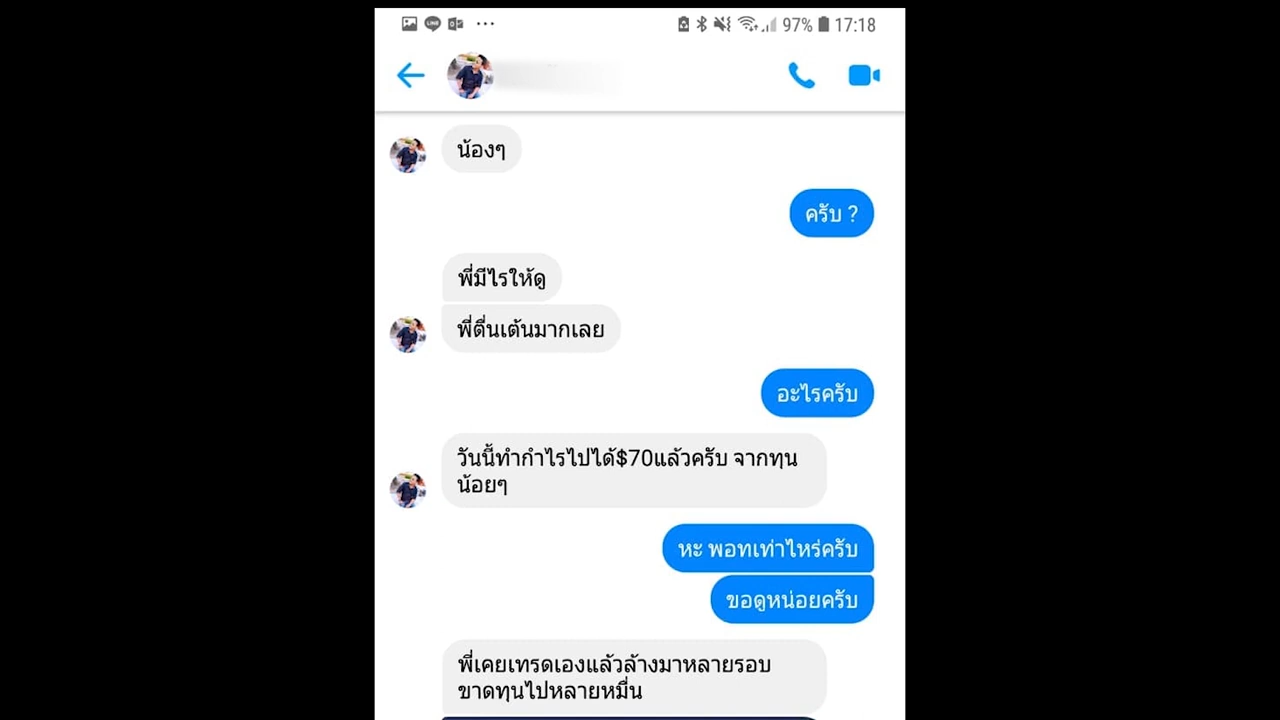 97% 17:18
น้องๆ
ครับ ?
พี่มีไรให้ดู
พี่ตื่นเต้นมากเลย
อะไรครับ
วันนี้ทำกำไรไปได้$70แล้วครับ จากทุน
น้อยๆ
หะ พอทเท่าไหร่ครับ
ขอดูหน่อยครับ
พี่เคยเทรดเองแล้วล้างมาหลายรอบ
ขาดทุนไปหลายหมื่น